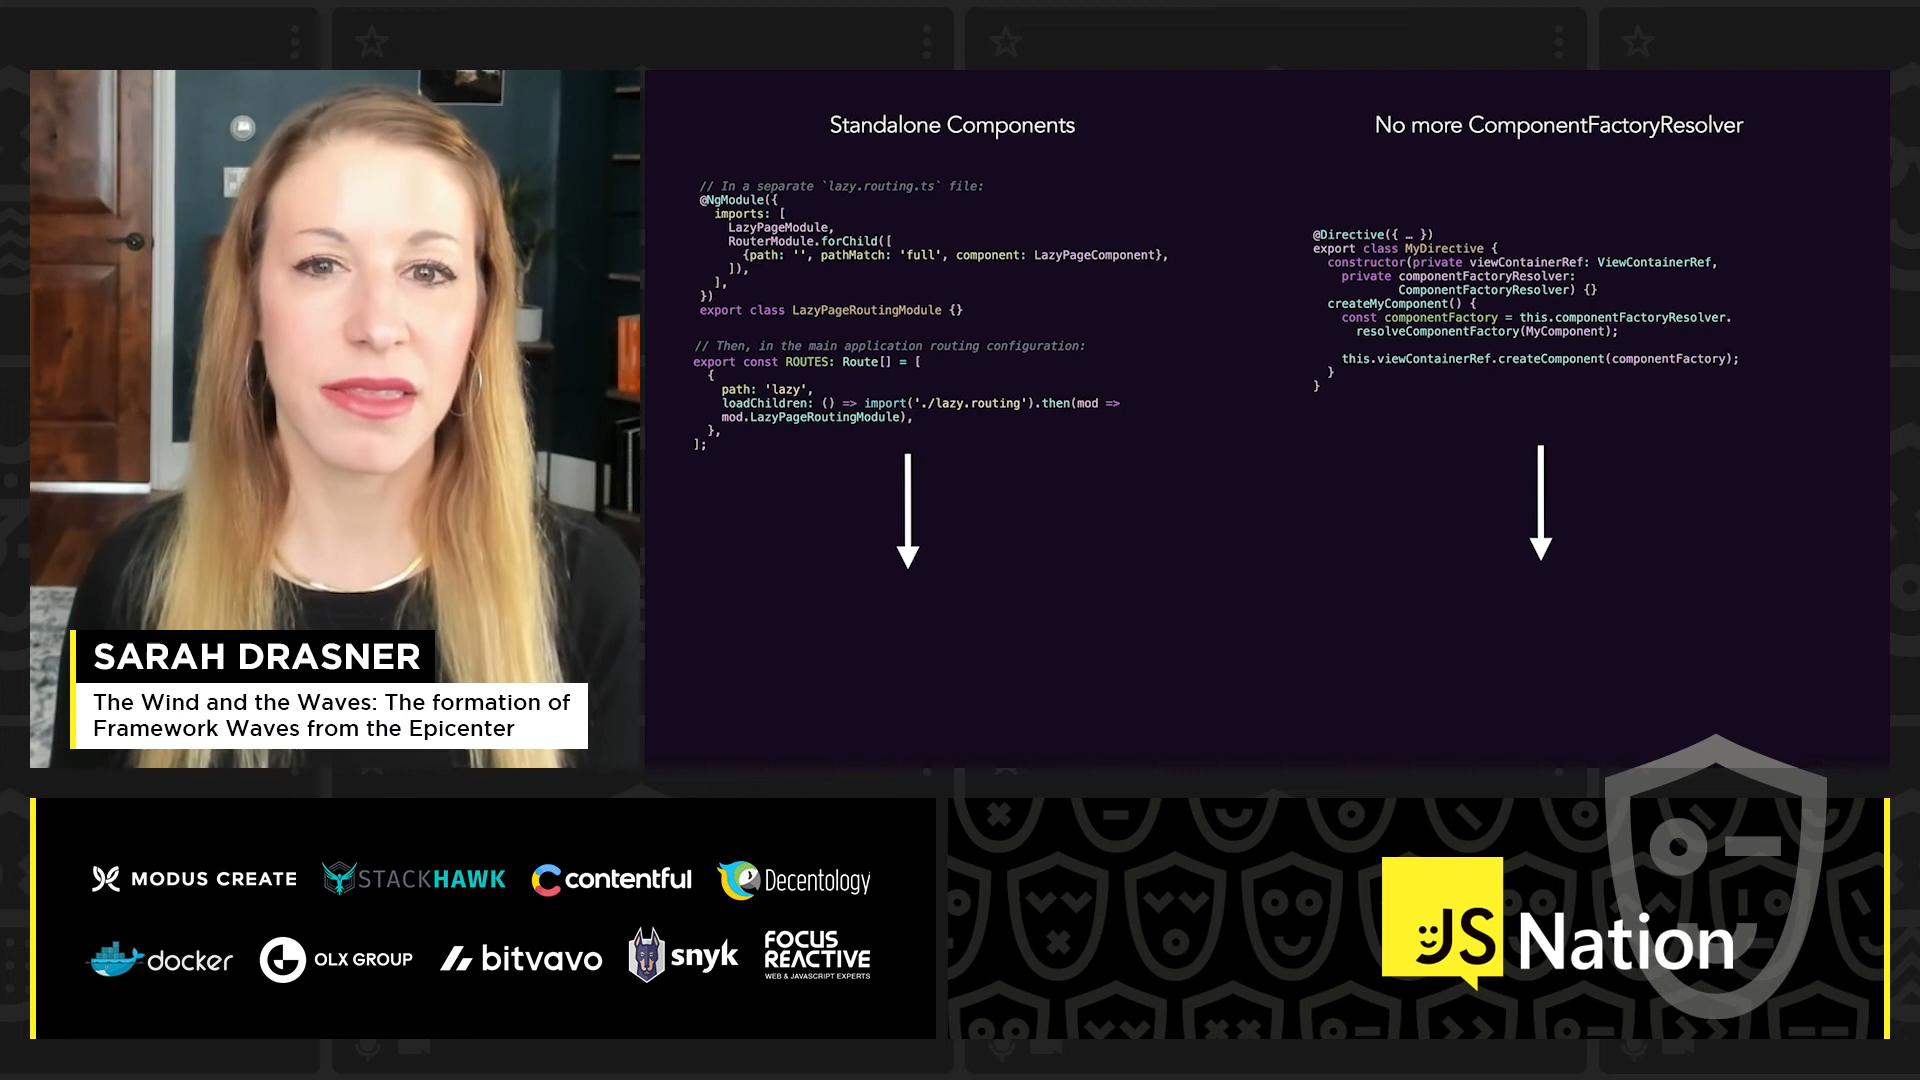 Standalone Components
// In a separate `lazy.routing.ts` file:
@NgModule({
imports: [
LazyPageModule,
RouterModule.forChild([
{path: '', pathMatch: 'full', component: LazyPageComponent},
]),
],
})
export class LazyPageRoutingModule {}
// Then, in the main application routing configuration:
export const ROUTES: Route[] = [
{
path: 'lazy',
loadChildren: () => import('./lazy.routing').then(mod =>
mod.LazyPageRoutingModule),
},
];
No more ComponentFactoryResolver
@Directive({ … })
export class MyDirective {
constructor(private viewContainerRef: ViewContainerRef,
private componentFactoryResolver:
ComponentFactoryResolver) {}
createMyComponent() {
const componentFactory = this.componentFactoryResolver.
resolveComponentFactory(MyComponent);
this.viewContainerRef.createComponent(componentFactory);
}
}
SARAH DRASNER
The Wind and the Waves: The formation of
Framework Waves from the Epicenter
MODUS CREATE
STACKHAWK
contentful
Decentology
docker
OLX GROUP
bitvavo
snyk
FOCUS
REACTIVE
WEB & JAVASCRIPT EXPERTS
JS Nation